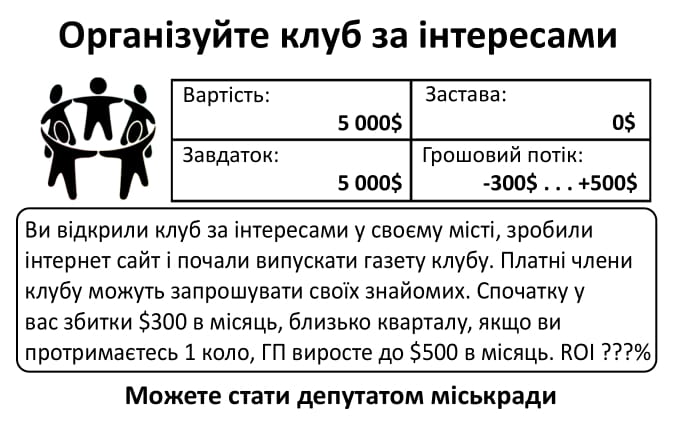 Організуйте клуб за інтересами
Вартість:
5 000$
Застава:
0$
Завдаток:
5 000$
Грошовий потік:
-300$ . . . +500$
Ви відкрили клуб за інтересами у своєму місті, зробили
інтернет сайт і почали випускати газету клубу. Платні члени
клубу можуть запрошувати своїх знайомих. Спочатку у
вас збитки $300 в місяць, близько кварталу, якщо ви
протримаєтесь 1 коло, ГП виросте до $500 в місяць. ROI ???%
Можете стати депутатом міськради